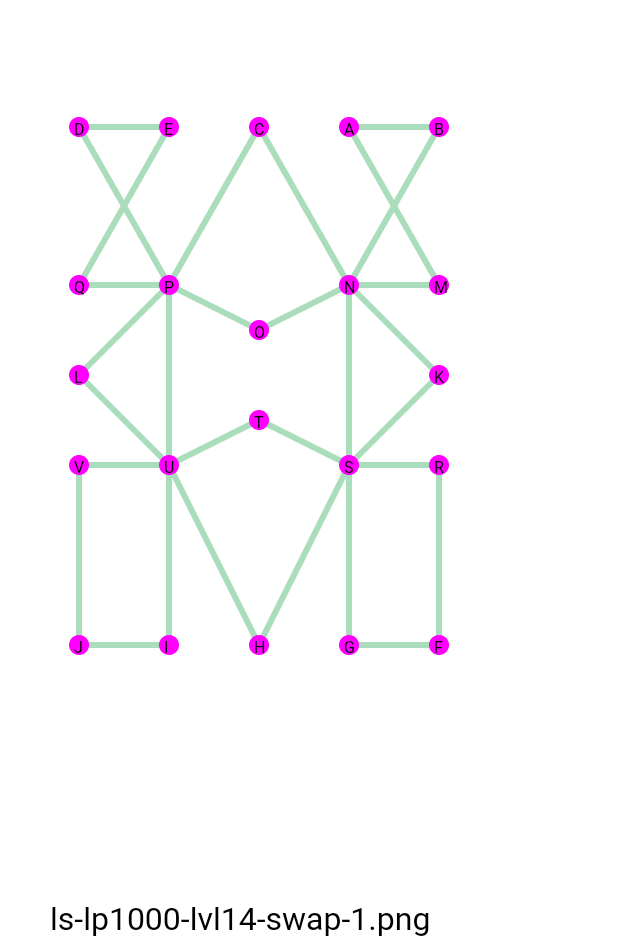 D E C A B
Q P N M
O
L K
T
V U S R
J I H G F
ls-lp1000-lvl14-swap-1.png